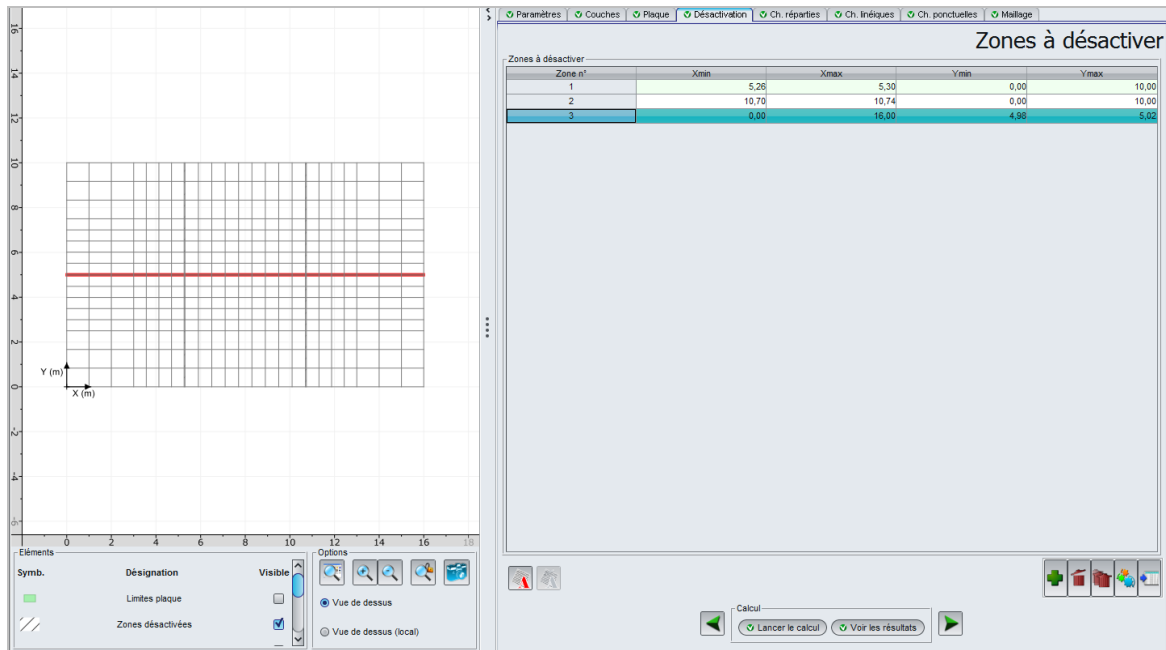 Paramètres Couches Plaque Désactivation Ch. réparties Ch. linéiques Ch. ponctuelles Maillage
Zones à désactiver
Zones à désactiver
Zone n° Xmin Xmax Ymin Ymax
1 5,26 5,30 0,00 10,00
2 10,70 10,74 0,00 10,00
3 0,00 16,00 4,98 5,02
16
14
12
10
8
6
4
2
0
-2
-4
-6
Y (m)
X (m)
0 2 4 6 8 10 12 14 16 18
Eléments
Symb. Désignation Visible
Limites plaque
Zones désactivées
Options
Vue de dessus
Vue de dessus (local)
Calcul
Lancer le calcul Voir les résultats